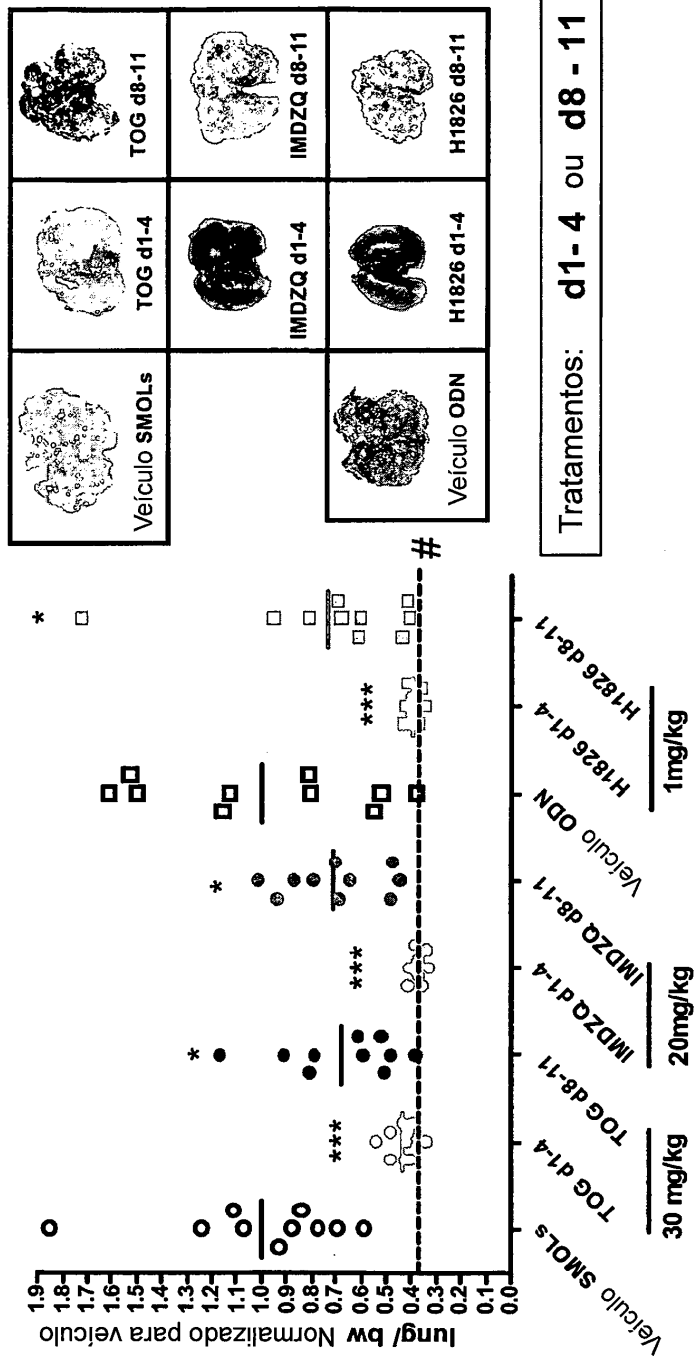 lung/ bw Normalizado para veículo
1.9
1.8
1.7
1.6
1.5
1.4
1.3
1.2
1.1
1.0
0.9
0.8
0.7
0.6
0.5
0.4
0.3
0.2
0.1
0.0
***
*
***
*
***
*
#
Veículo SMOLs
TOG d1-4
TOG d8-11
IMDZQ d1-4
IMDZQ d8-11
Veículo ODN
H1826 d1-4
H1826 d8-11
30 mg/kg
20mg/kg
1mg/kg
Veículo SMOLs
TOG d1-4
TOG d8-11
IMDZQ d1-4
IMDZQ d8-11
Veículo ODN
H1826 d1-4
H1826 d8-11
Tratamentos: d1- 4 ou d8 - 11